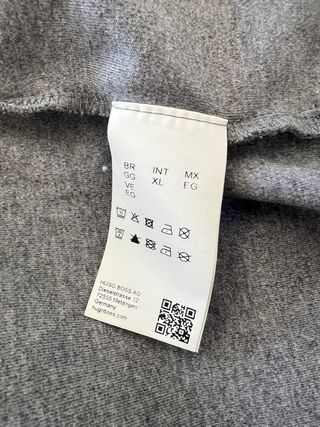 BR INT MX
GG XL EG
VE
EG
HUGO BOSS AG
Dieselstrasse 12
72555 Metzingen
Germany
hugoboss.com